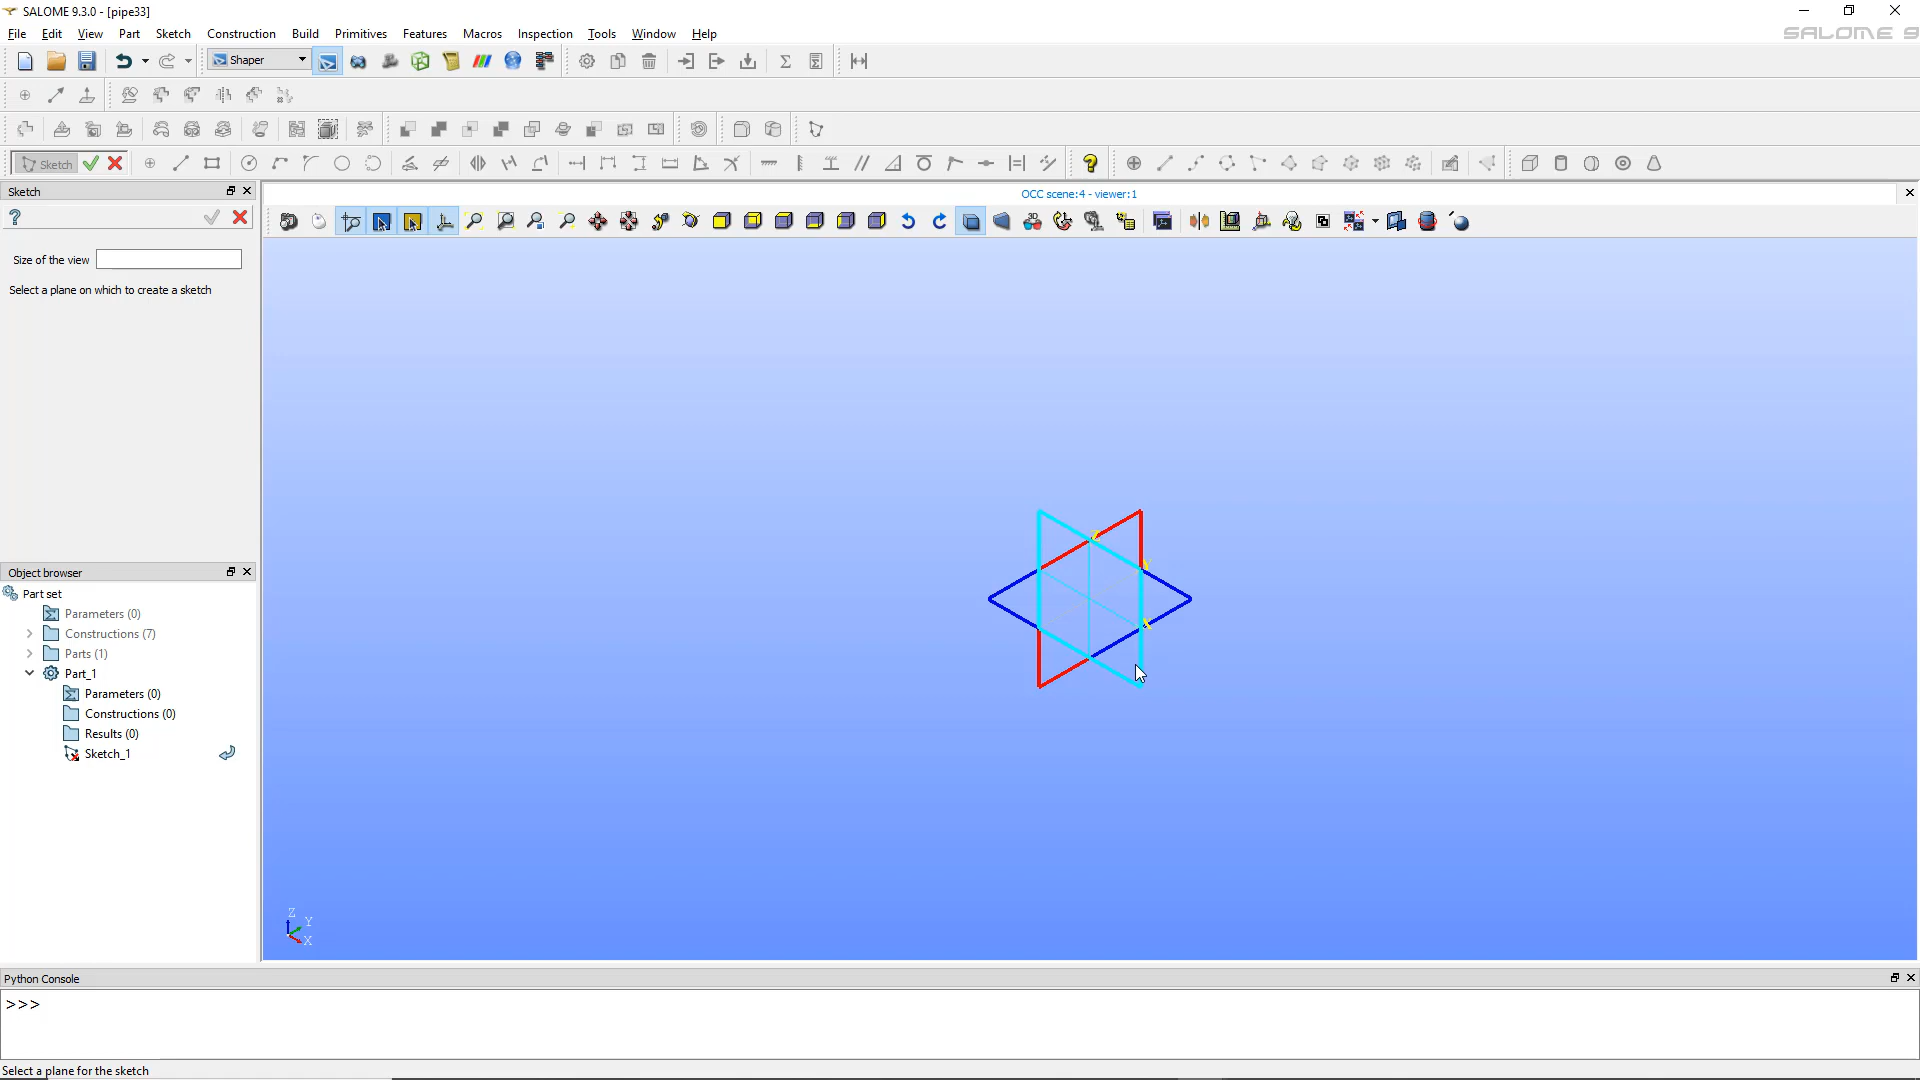 SALOME 9.3.0 - [pipe33]
File Edit View Part Sketch Construction Build Primitives Features Macros Inspection Tools Window Help
SALOME 9
Shaper
Sketch
Sketch
OCC scene:4 - viewer:1
Size of the view
Select a plane on which to create a sketch
Object browser
Part set
Parameters (0)
Constructions (7)
Parts (1)
Part_1
Parameters (0)
Constructions (0)
Results (0)
Sketch_1
Z
Y
X
Python Console
>>>
Select a plane for the sketch